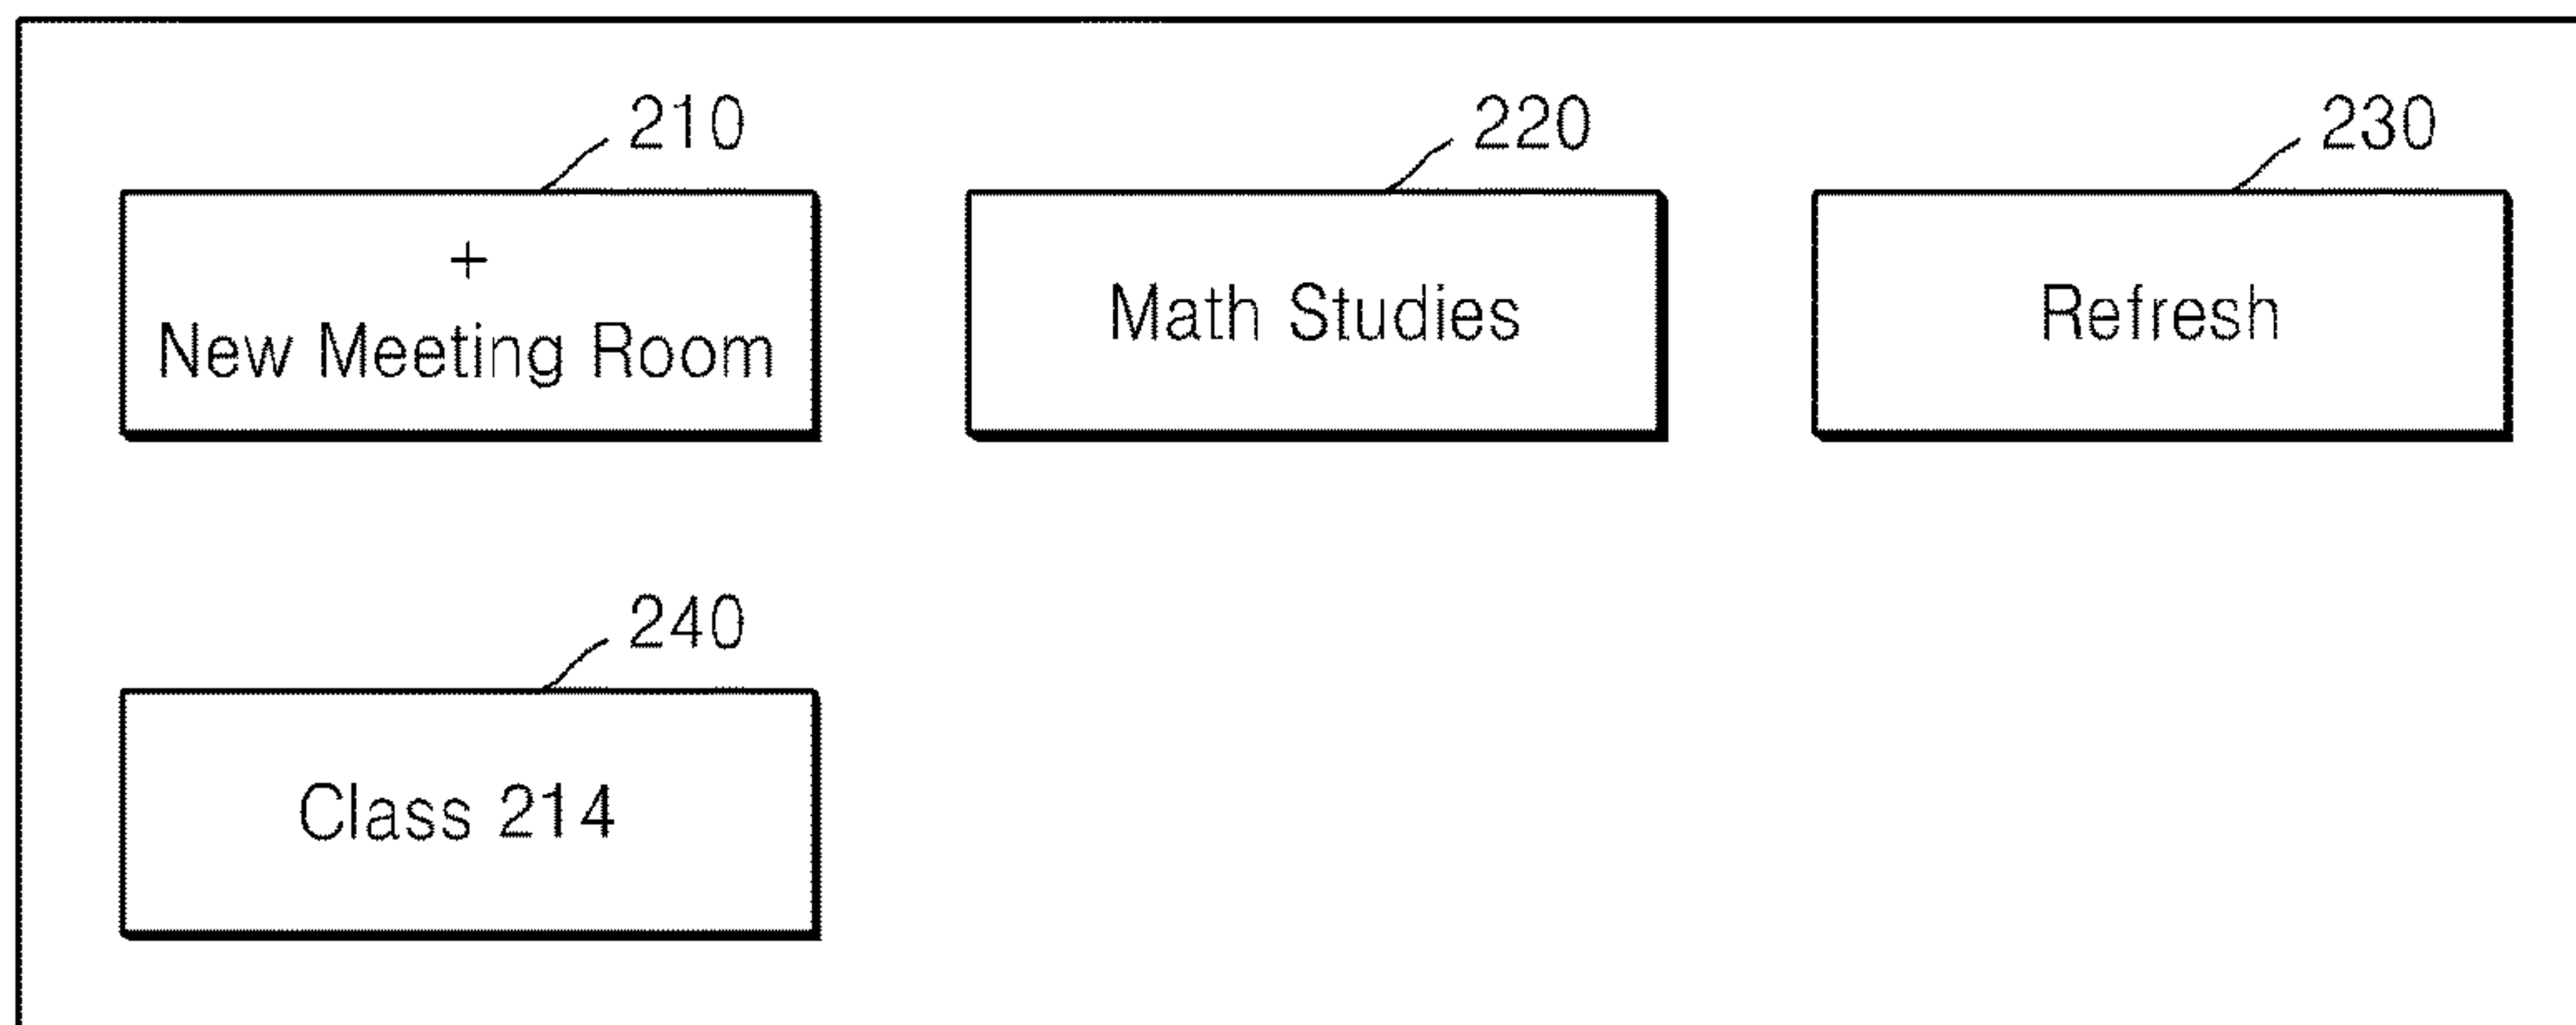 210
220
230
+
New Meeting Room
Math Studies
Refresh
240
Class 214